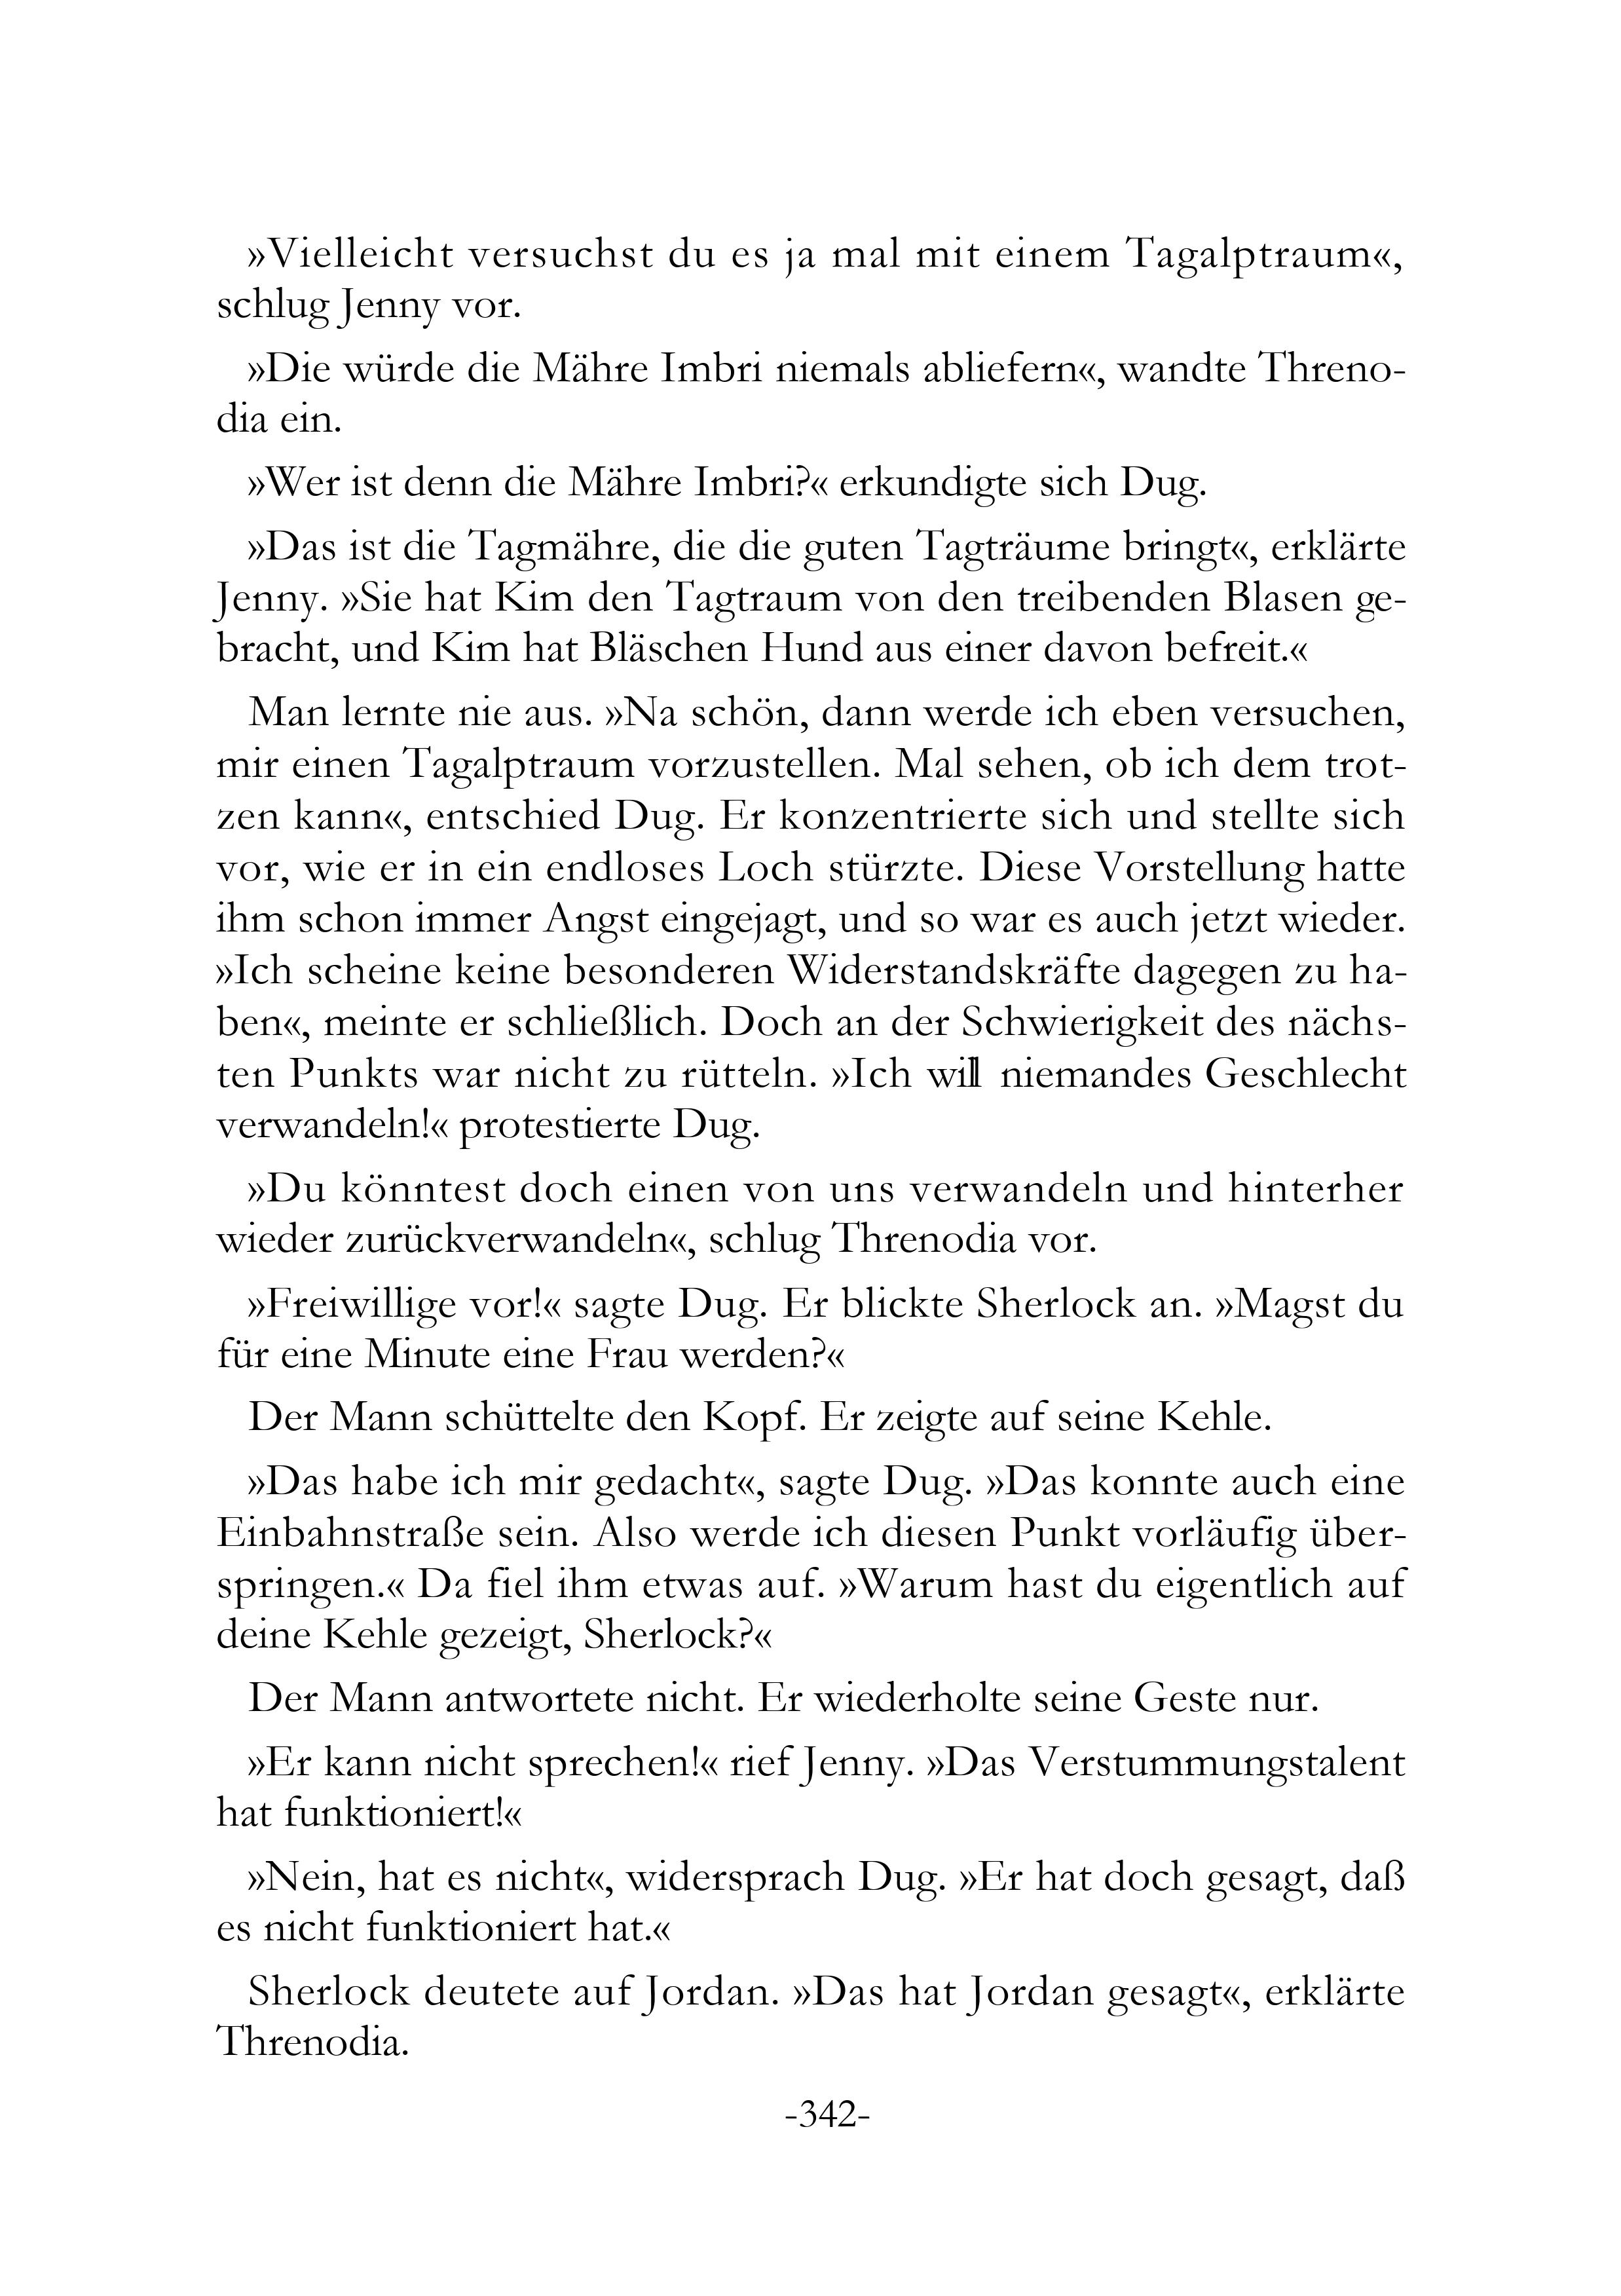 »Vielleicht versuchst du es ja mal mit einem Tagalptraum«,
schlug Jenny vor.
»Die würde die Mähre Imbri niemals abliefern«, wandte Threno-
dia ein.
»Wer ist denn die Mähre Imbri?« erkundigte sich Dug.
»Das ist die Tagmähre, die die guten Tagträume bringt«, erklärte
Jenny. »Sie hat Kim den Tagtraum von den treibenden Blasen ge-
bracht, und Kim hat Bläschen Hund aus einer davon befreit.«
Man lernte nie aus. »Na schön, dann werde ich eben versuchen,
mir einen Tagalptraum vorzustellen. Mal sehen, ob ich dem trot-
zen kann«, entschied Dug. Er konzentrierte sich und stellte sich
vor, wie er in ein endloses Loch stürzte. Diese Vorstellung hatte
ihm schon immer Angst eingejagt, und so war es auch jetzt wieder.
»Ich scheine keine besonderen Widerstandskräfte dagegen zu ha-
ben«, meinte er schließlich. Doch an der Schwierigkeit des nächs-
ten Punkts war nicht zu rütteln. »Ich will niemandes Geschlecht
verwandeln!« protestierte Dug.
»Du könntest doch einen von uns verwandeln und hinterher
wieder zurückverwandeln«, schlug Threnodia vor.
»Freiwillige vor!« sagte Dug. Er blickte Sherlock an. »Magst du
für eine Minute eine Frau werden?«
Der Mann schüttelte den Kopf. Er zeigte auf seine Kehle.
»Das habe ich mir gedacht«, sagte Dug. »Das konnte auch eine
Einbahnstraße sein. Also werde ich diesen Punkt vorläufig über-
springen.« Da fiel ihm etwas auf. »Warum hast du eigentlich auf
deine Kehle gezeigt, Sherlock?«
Der Mann antwortete nicht. Er wiederholte seine Geste nur.
»Er kann nicht sprechen!« rief Jenny. »Das Verstummungstalent
hat funktioniert!«
»Nein, hat es nicht«, widersprach Dug. »Er hat doch gesagt, daß
es nicht funktioniert hat.«
Sherlock deutete auf Jordan. »Das hat Jordan gesagt«, erklärte
Threnodia.
-342-